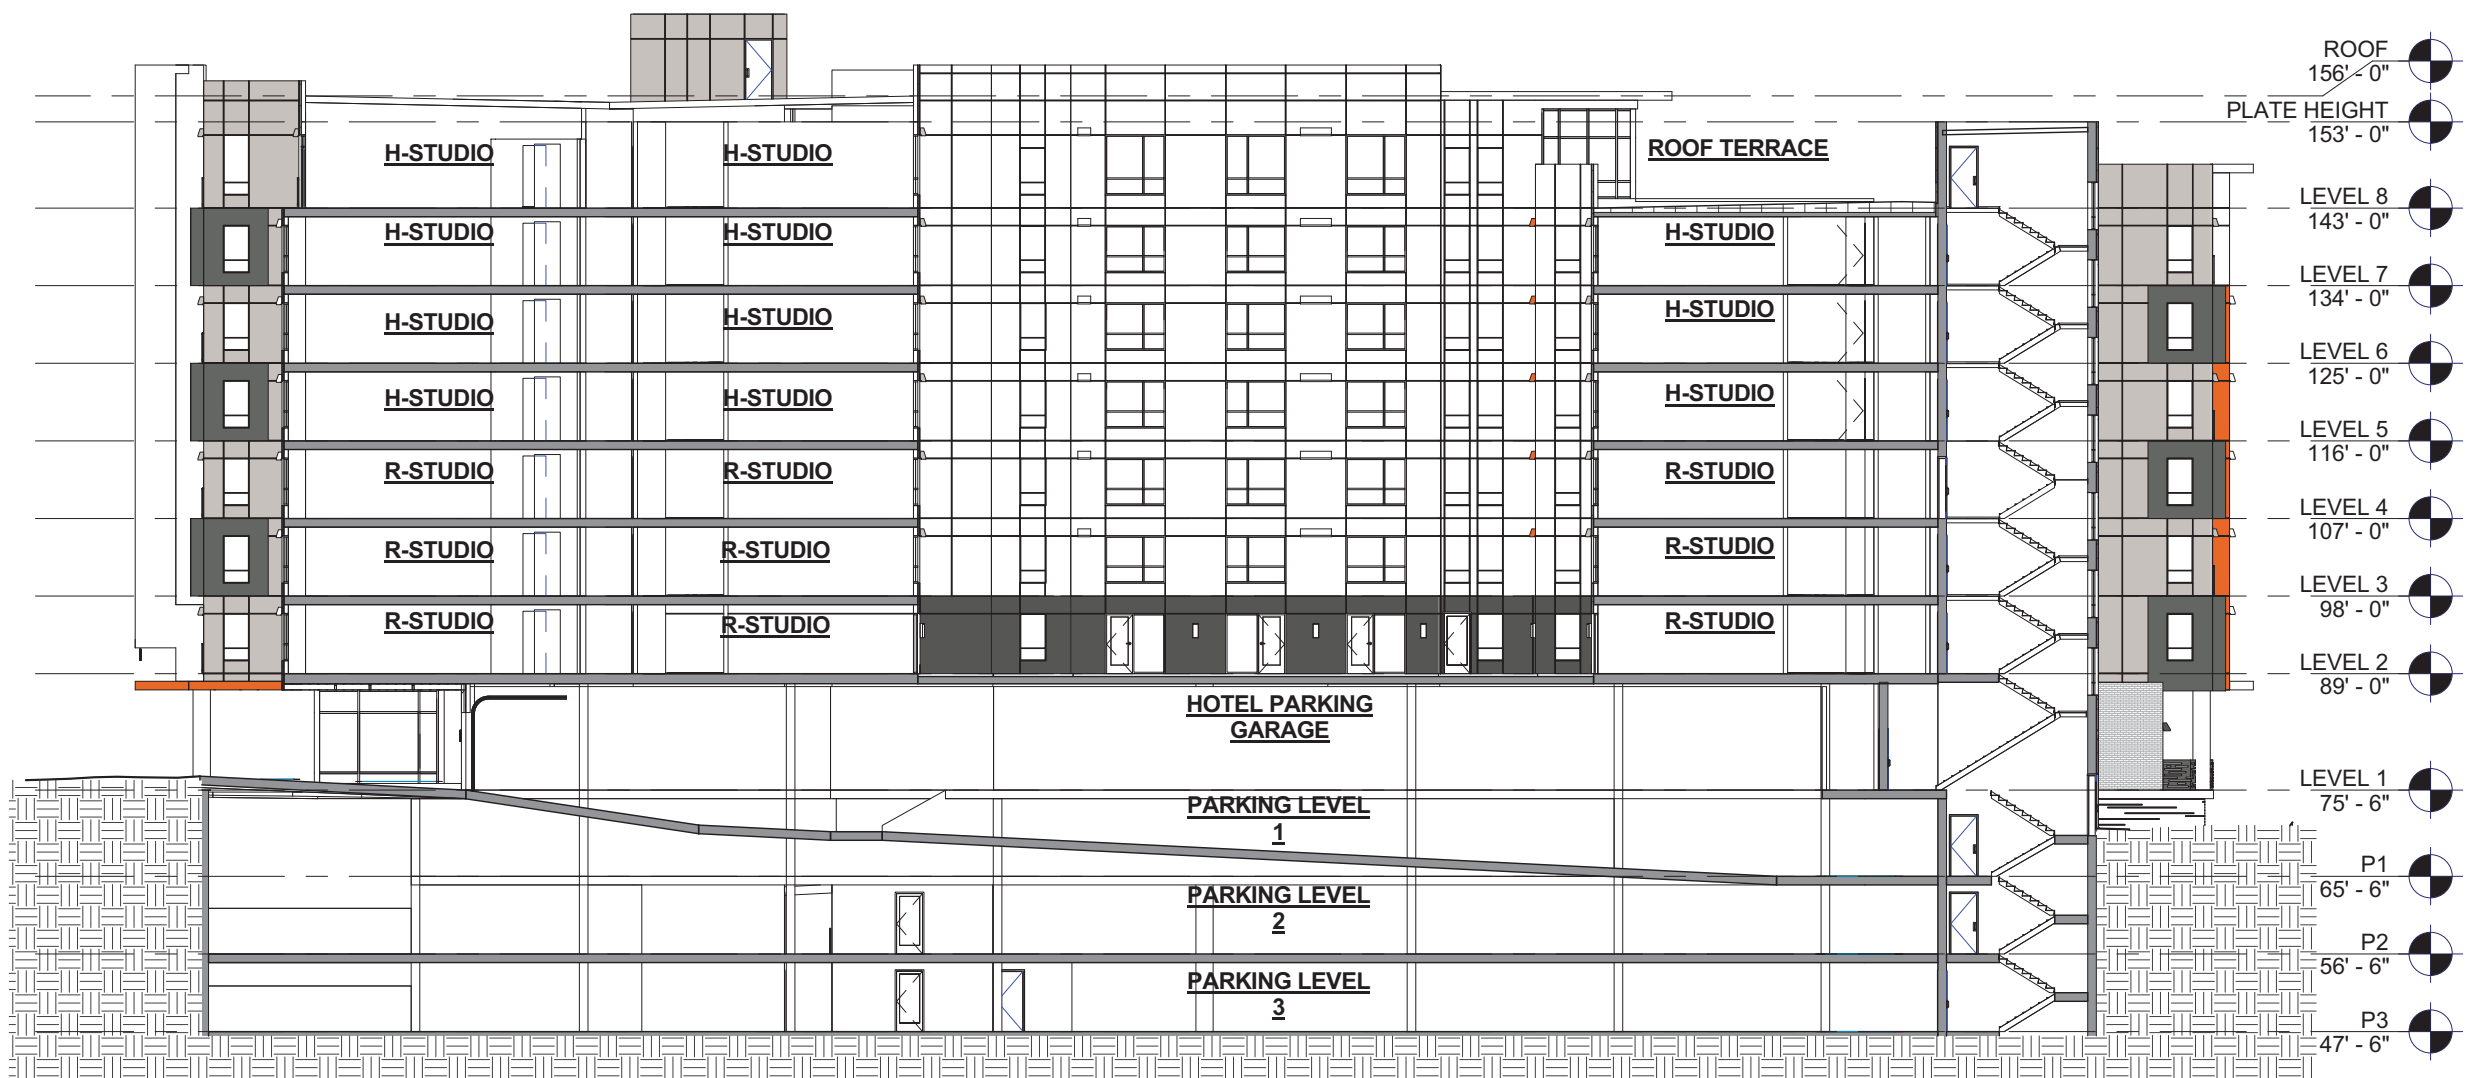 ROOF
156' - 0"
PLATE HEIGHT
153' - 0"
H-STUDIO H-STUDIO ROOF TERRACE
LEVEL 8
143' - 0"
H-STUDIO H-STUDIO H-STUDIO
LEVEL 7
134' - 0"
H-STUDIO H-STUDIO H-STUDIO
LEVEL 6
125' - 0"
H-STUDIO H-STUDIO H-STUDIO
LEVEL 5
116' - 0"
R-STUDIO R-STUDIO R-STUDIO
LEVEL 4
107' - 0"
R-STUDIO R-STUDIO R-STUDIO
LEVEL 3
98' - 0"
R-STUDIO R-STUDIO R-STUDIO
LEVEL 2
89' - 0"
HOTEL PARKING
GARAGE
LEVEL 1
75' - 6"
PARKING LEVEL
1
P1
65' - 6"
PARKING LEVEL
2
P2
56' - 6"
PARKING LEVEL
3
P3
47' - 6"